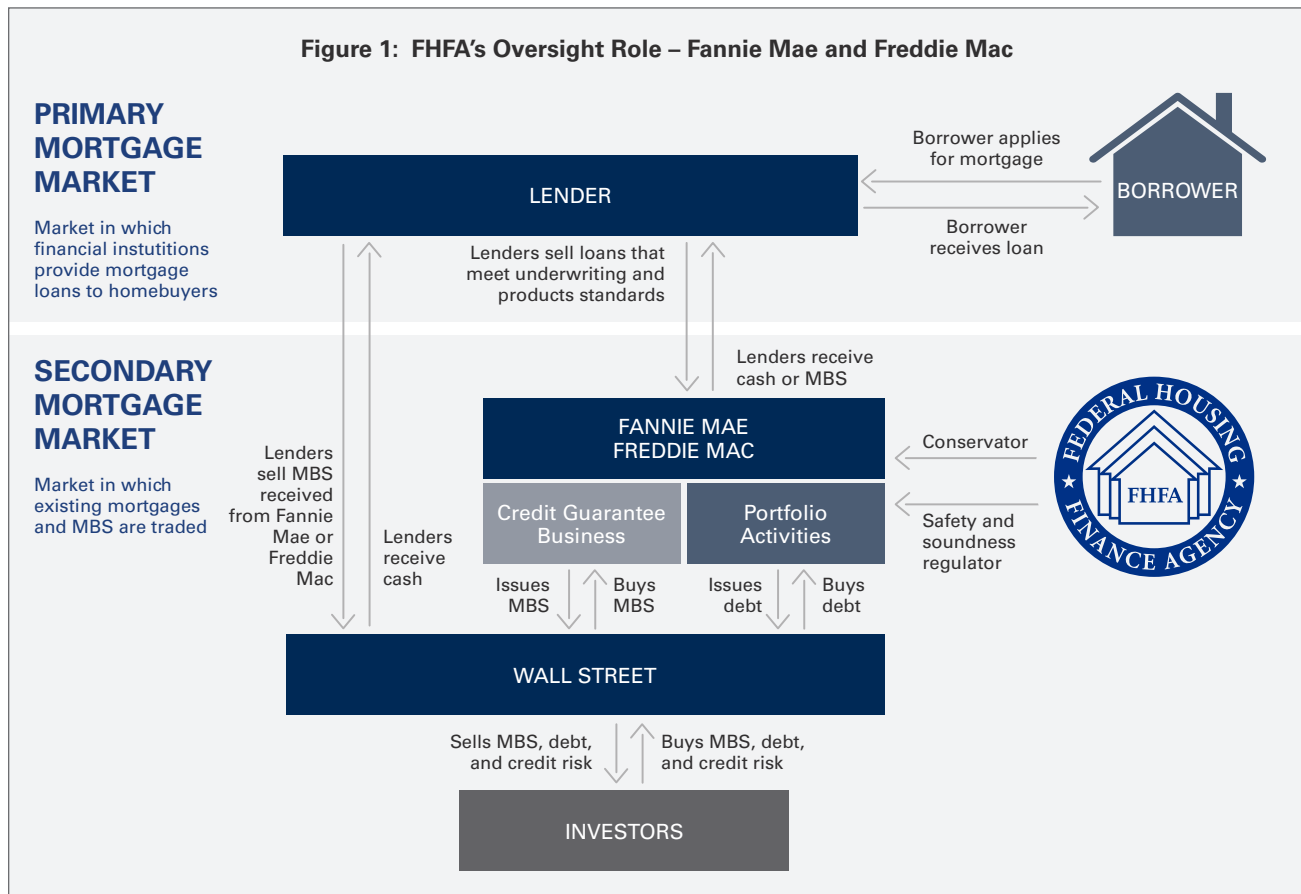 Figure 1: FHFA's Oversight Role – Fannie Mae and Freddie Mac
PRIMARY
MORTGAGE
MARKET
Market in which
financial instutitions
provide mortgage
loans to homebuyers
LENDER
Borrower applies
for mortgage
BORROWER
Borrower
receives loan
Lenders sell loans that
meet underwriting and
products standards
Lenders receive
cash or MBS
SECONDARY
MORTGAGE
MARKET
Market in which
existing mortgages
and MBS are traded
Lenders
sell MBS
received
from Fannie
Mae or
Freddie
Mac
Lenders
receive
cash
FANNIE MAE
FREDDIE MAC
Credit Guarantee
Business
Portfolio
Activities
Conservator
Safety and
soundness
regulator
FEDERAL HOUSING
FHFA
FINANCE AGENCY
Issues
MBS
Buys
MBS
Issues
debt
Buys
debt
WALL STREET
Sells MBS, debt,
and credit risk
Buys MBS, debt,
and credit risk
INVESTORS